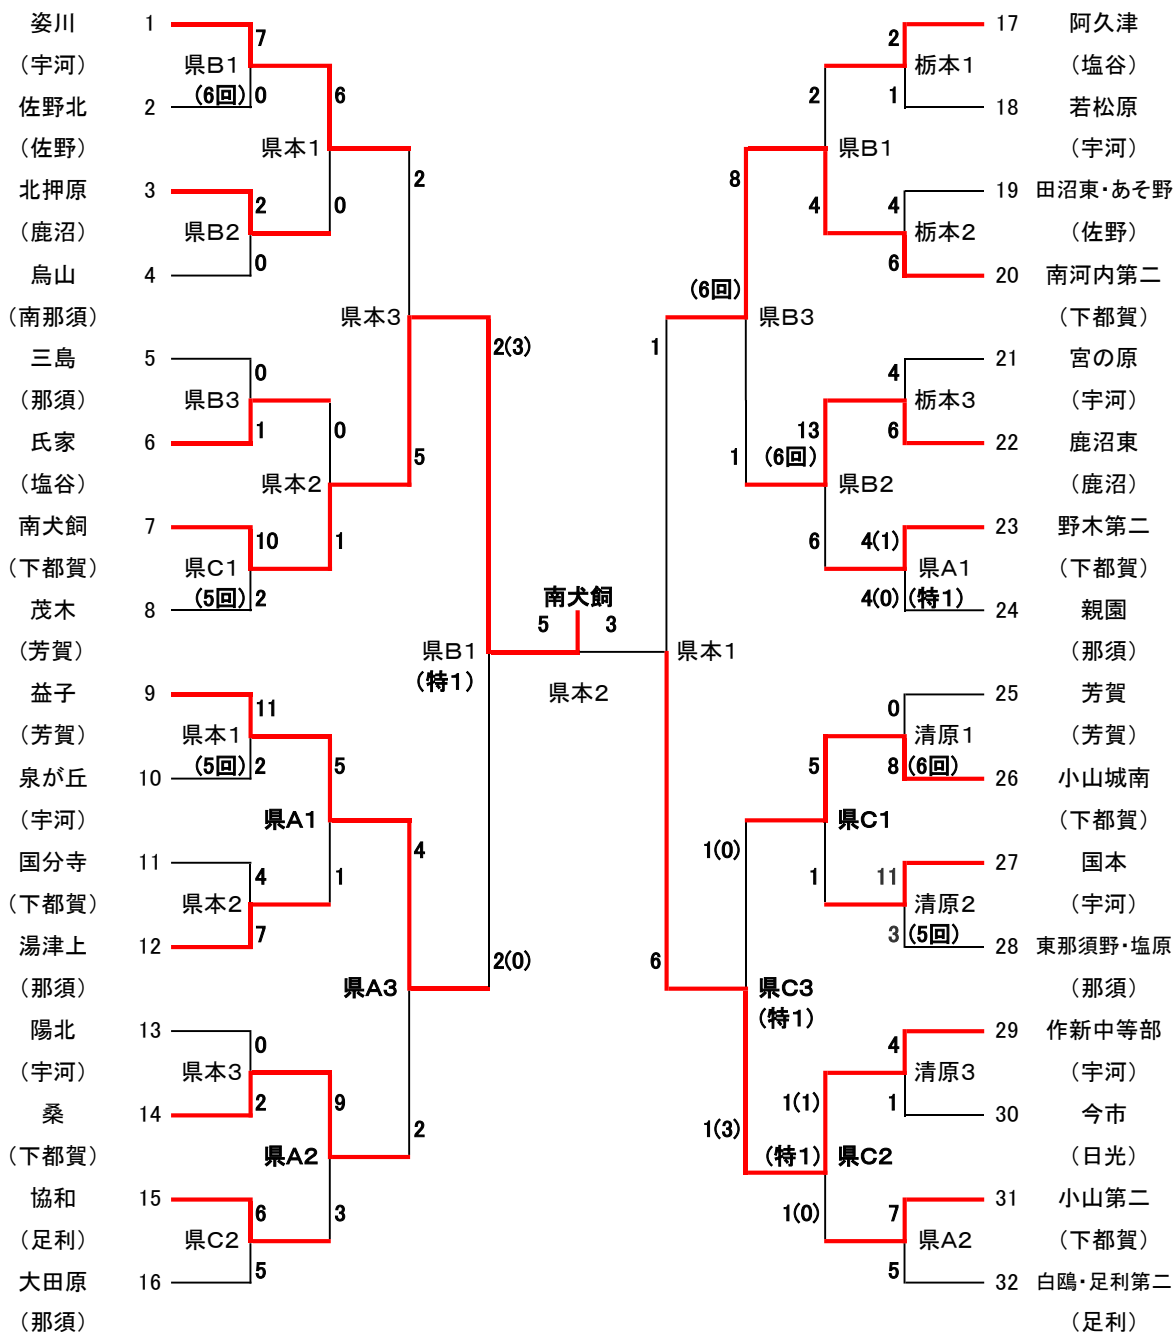 姿川 1 7 2 17 阿久津
(宇河) 県B1 栃本1 (塩谷)
佐野北 2 (6回) 0 6 2 1 18 若松原
(佐野) 県本1 県B1 (宇河)
北押原 3 2 0 2 8 4 4 19 田沼東・あそ野
(鹿沼) 県B2 栃本2 (佐野)
烏山 4 0 6 20 南河内第二
(南那須) 県本3 (6回) 県B3 (下都賀)
三島 5 0 2(3) 1 4 21 宮の原
(那須) 県B3 栃本3 (宇河)
氏家 6 1 0 5 1 13 (6回) 6 22 鹿沼東
(塩谷) 県本2 県B2 (鹿沼)
南犬飼 7 10 1 6 4(1) 23 野木第二
(下都賀) 県C1 県A1 (下都賀)
茂木 8 (5回) 2 南犬飼 4(0) (特1) 24 親園
5 3
(芳賀) 県B1 (特1) 県本2 県本1 (那須)
益子 9 11 0 25 芳賀
(芳賀) 県本1 清原1 (芳賀)
泉が丘 10 (5回) 2 5 5 8 (6回) 26 小山城南
(宇河) 県A1 県C1 (下都賀)
国分寺 11 4 1 4 1(0) 1 11 27 国本
(下都賀) 県本2 清原2 (宇河)
湯津上 12 7 2(0) 6 3 (5回) 28 東那須野・塩原
(那須) 県A3 県C3 (特1) (那須)
陽北 13 0 4 29 作新中等部
(宇河) 県本3 清原3 (宇河)
桑 14 2 9 2 1(3) 1(1) 1 30 今市
(下都賀) 県A2 (特1) 県C2 (日光)
協和 15 6 3 1(0) 7 31 小山第二
(足利) 県C2 県A2 (下都賀)
大田原 16 5 5 32 白鴎・足利第二
(那須) (足利)